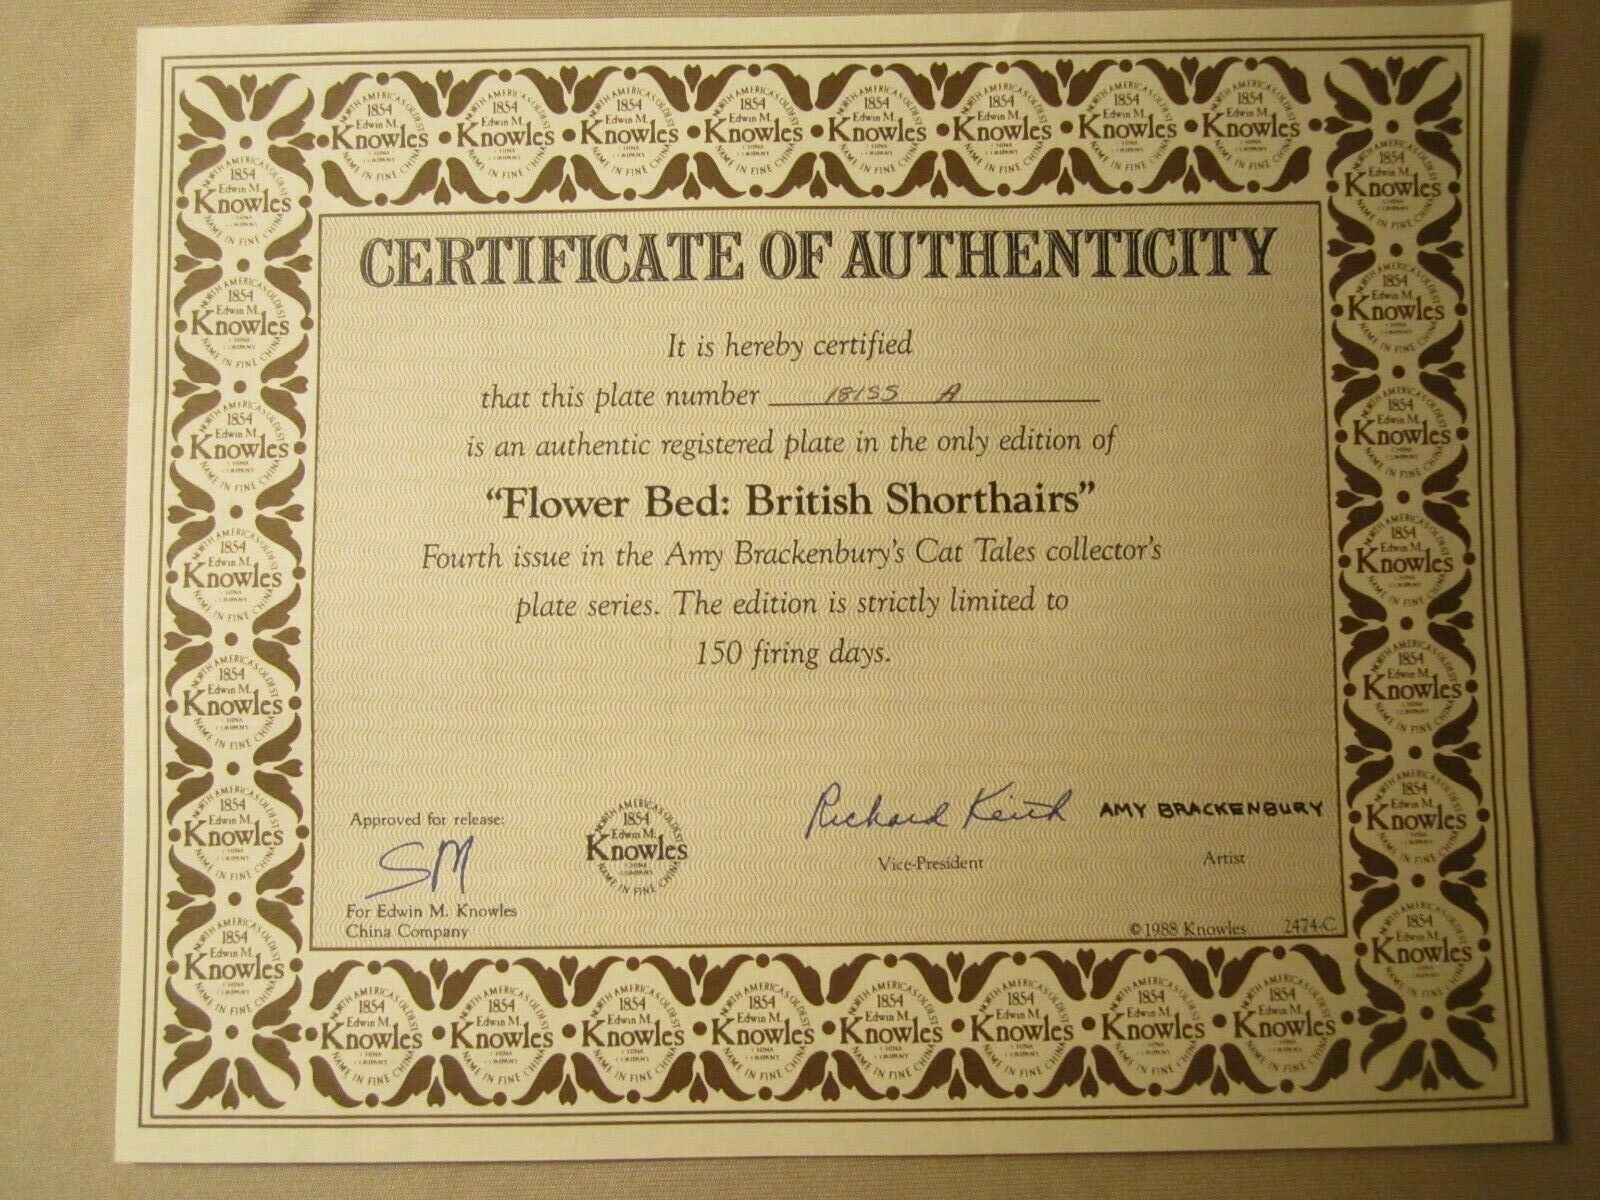 CERTIFICATE OF AUTHENTICITY
It is hereby certified
that this plate number 18155 A
is an authentic registered plate in the only edition of
“Flower Bed: British Shorthairs”
Fourth issue in the Amy Brackenbury's Cat Tales collector's
plate series. The edition is strictly limited to
150 firing days.
Approved for release:
SM
For Edwin M. Knowles
China Company
NORTH AMERICA'S OLDEST
1854
Edwin M.
Knowles
CHINA
COMPANY
NAME IN FINE CHINA
Richard Keith
Vice-President
AMY BRACKENBURY
Artist
©1988 Knowles 2474-C